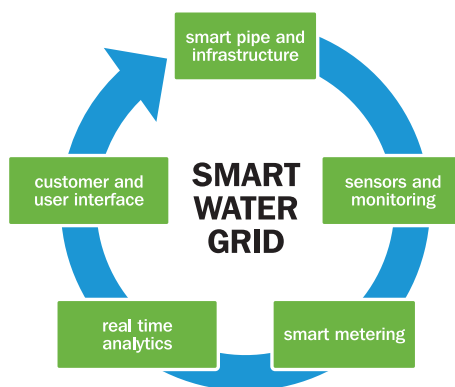 smart pipe and
infrastructure
SMART
WATER
GRID
sensors and
monitoring
smart metering
real time
analytics
customer and
user interface